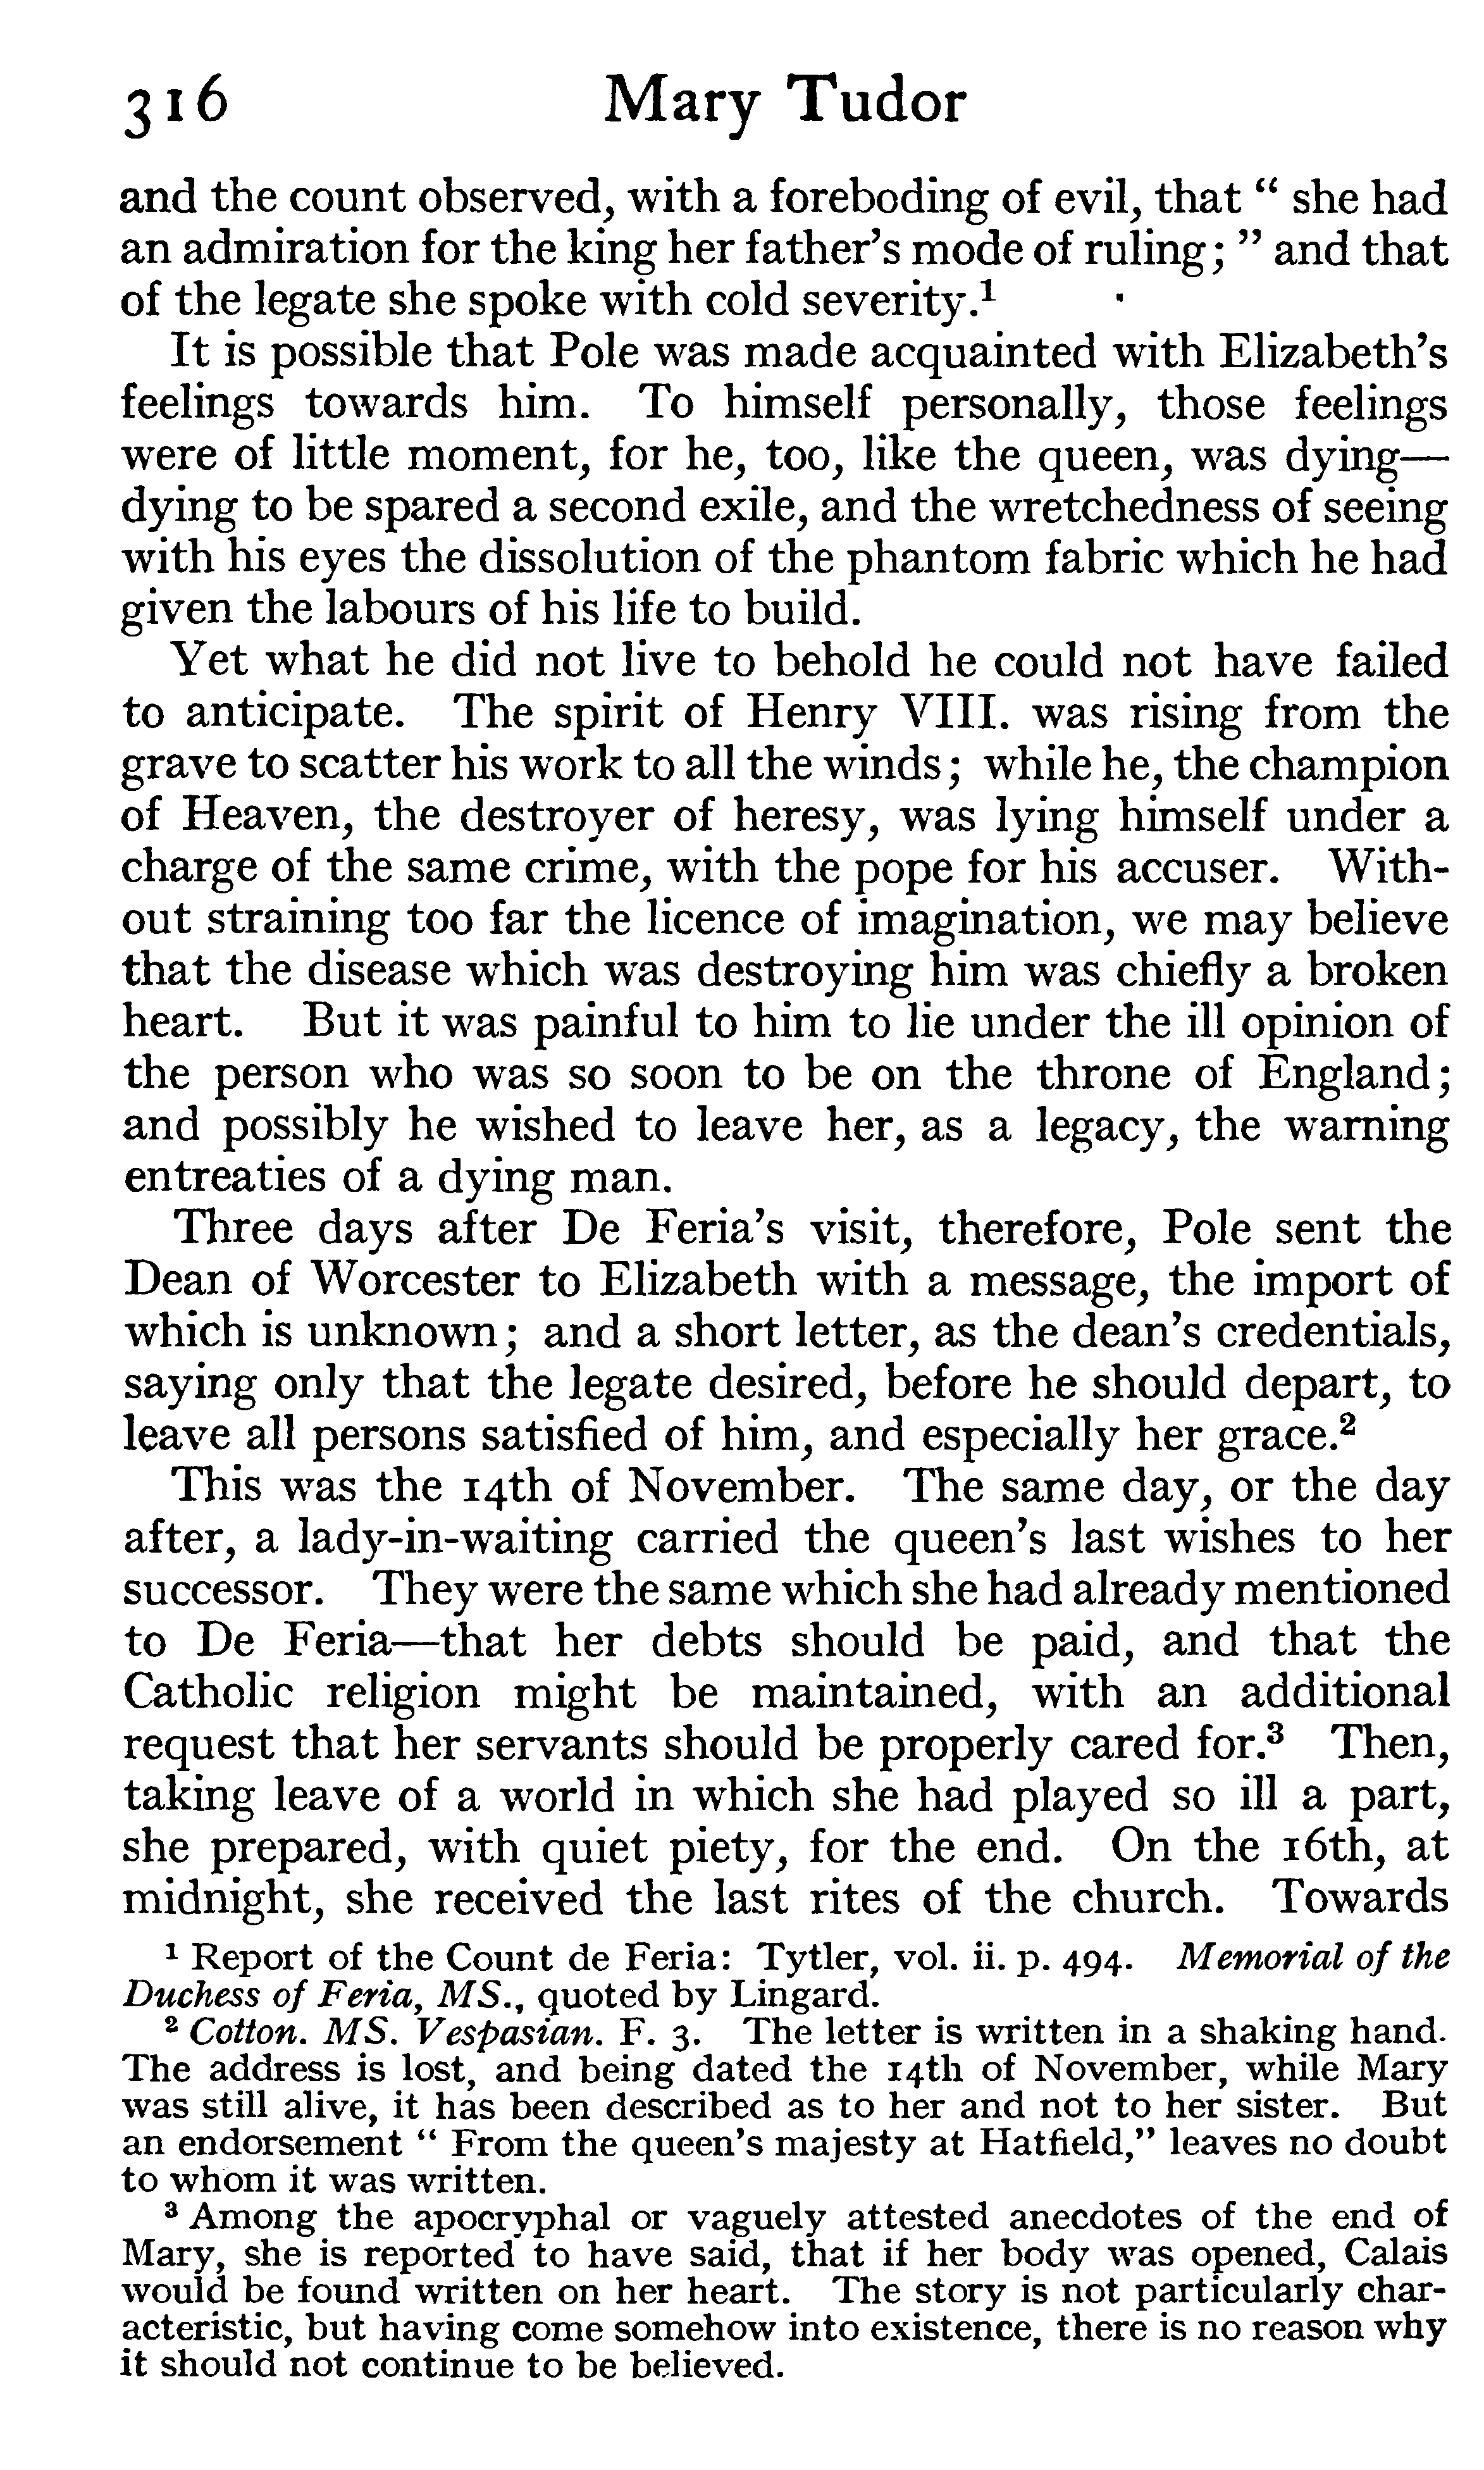 316 Mary Tudor
and the count observed, with a foreboding of evil, that “ she had
an admiration for the king her father’s mode of ruling; ” and that
of the legate she spoke with cold severity.¹
It is possible that Pole was made acquainted with Elizabeth’s
feelings towards him. To himself personally, those feelings
were of little moment, for he, too, like the queen, was dying—
dying to be spared a second exile, and the wretchedness of seeing
with his eyes the dissolution of the phantom fabric which he had
given the labours of his life to build.
Yet what he did not live to behold he could not have failed
to anticipate. The spirit of Henry VIII. was rising from the
grave to scatter his work to all the winds; while he, the champion
of Heaven, the destroyer of heresy, was lying himself under a
charge of the same crime, with the pope for his accuser. With-
out straining too far the licence of imagination, we may believe
that the disease which was destroying him was chiefly a broken
heart. But it was painful to him to lie under the ill opinion of
the person who was so soon to be on the throne of England;
and possibly he wished to leave her, as a legacy, the warning
entreaties of a dying man.
Three days after De Feria’s visit, therefore, Pole sent the
Dean of Worcester to Elizabeth with a message, the import of
which is unknown; and a short letter, as the dean’s credentials,
saying only that the legate desired, before he should depart, to
leave all persons satisfied of him, and especially her grace.²
This was the 14th of November. The same day, or the day
after, a lady-in-waiting carried the queen’s last wishes to her
successor. They were the same which she had already mentioned
to De Feria—that her debts should be paid, and that the
Catholic religion might be maintained, with an additional
request that her servants should be properly cared for.³ Then,
taking leave of a world in which she had played so ill a part,
she prepared, with quiet piety, for the end. On the 16th, at
midnight, she received the last rites of the church. Towards
¹ Report of the Count de Feria: Tytler, vol. ii. p. 494. Memorial of the
Duchess of Feria, MS., quoted by Lingard.
² Cotton. MS. Vespasian. F. 3. The letter is written in a shaking hand.
The address is lost, and being dated the 14th of November, while Mary
was still alive, it has been described as to her and not to her sister. But
an endorsement “ From the queen’s majesty at Hatfield,” leaves no doubt
to whom it was written.
³ Among the apocryphal or vaguely attested anecdotes of the end of
Mary, she is reported to have said, that if her body was opened, Calais
would be found written on her heart. The story is not particularly char-
acteristic, but having come somehow into existence, there is no reason why
it should not continue to be believed.